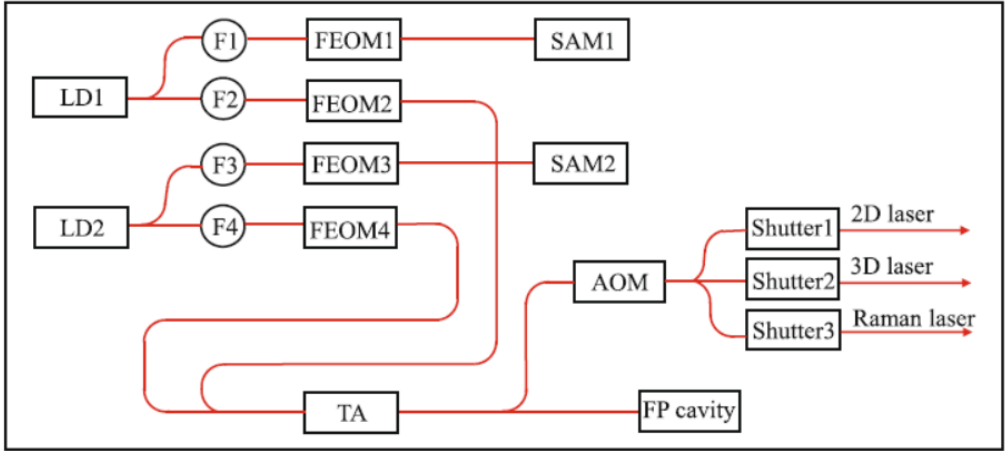 F1
FEOM1
SAM1
LD1
F2
FEOM2
F3
FEOM3
SAM2
LD2
F4
FEOM4
Shutter1
2D laser
AOM
Shutter2
3D laser
Shutter3
Raman laser
TA
FP cavity